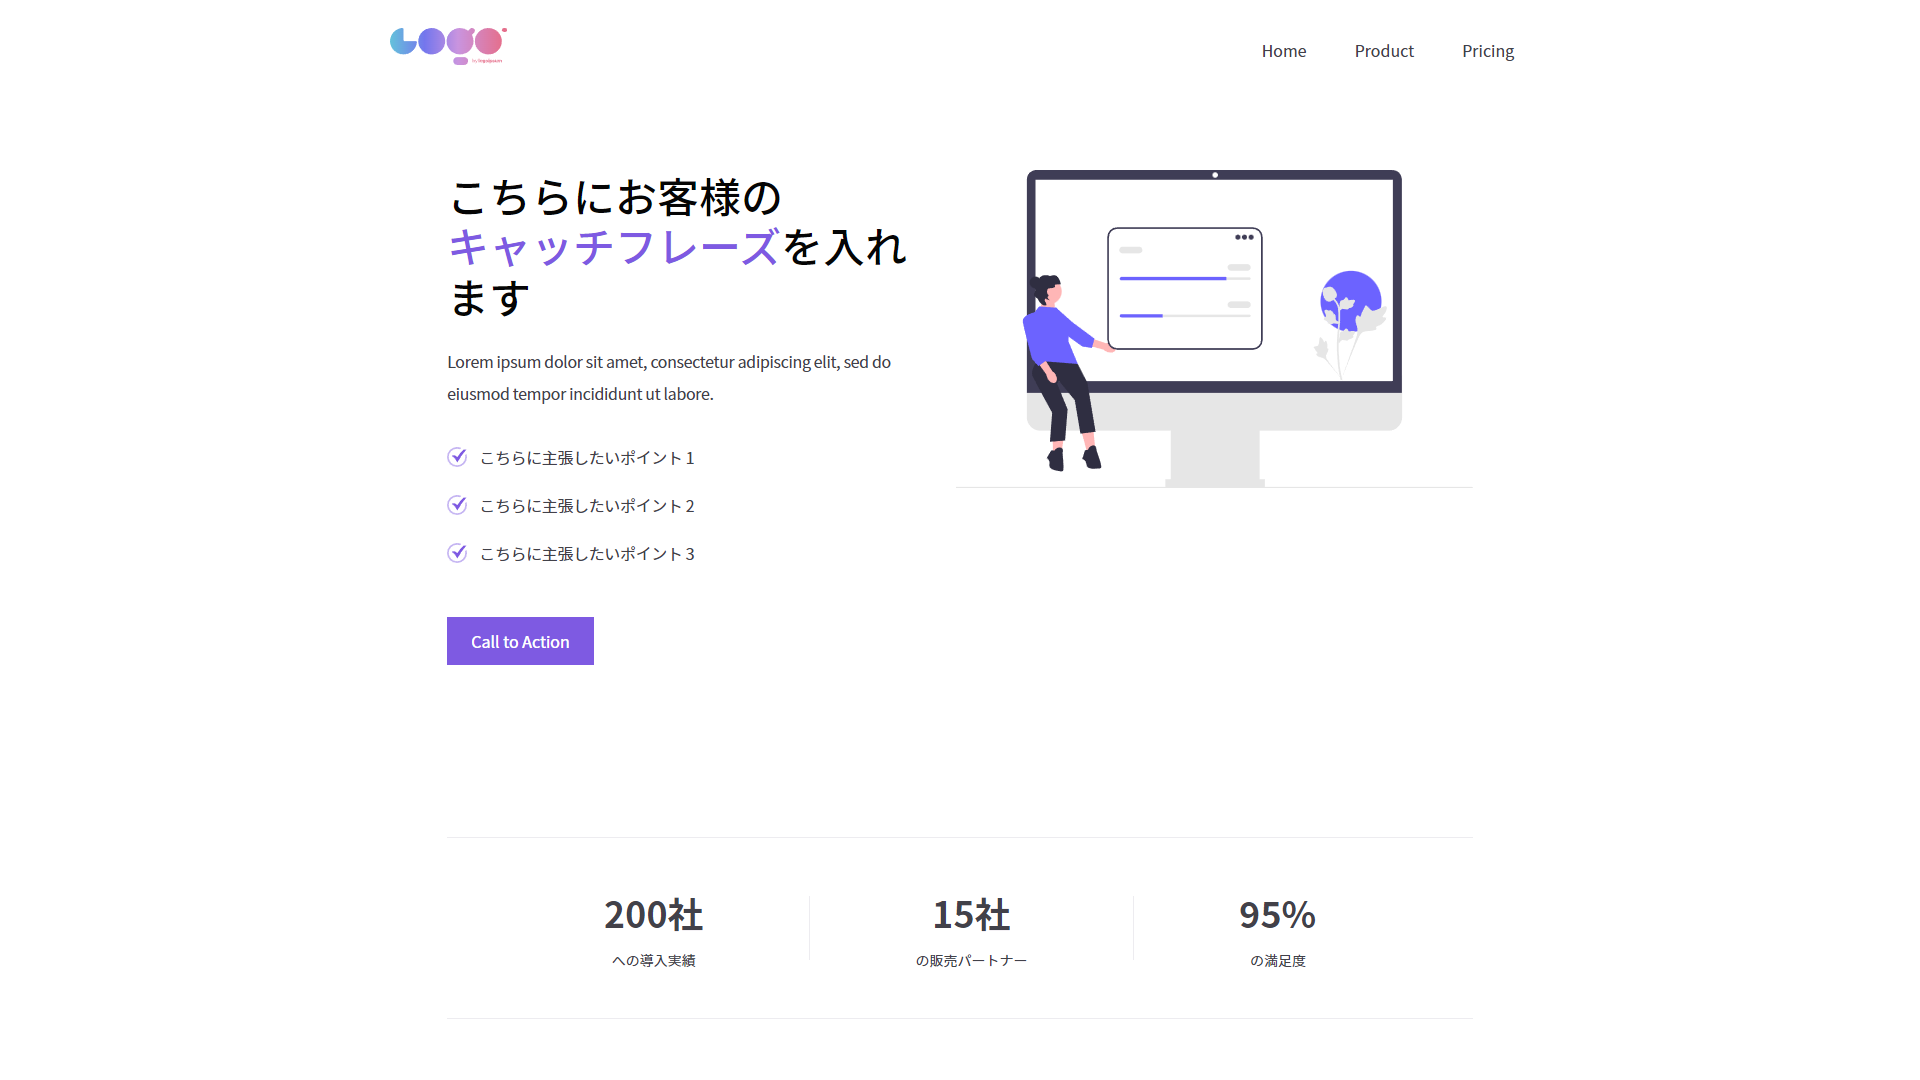 Logo
Home Product Pricing
こちらにお客様の
キャッチフレーズを入れ
ます
Lorem ipsum dolor sit amet, consectetur adipiscing elit, sed do
eiusmod tempor incididunt ut labore.
こちらに主張したいポイント 1
こちらに主張したいポイント 2
こちらに主張したいポイント 3
Call to Action
200社
への導入実績
15社
の販売パートナー
95%
の満足度